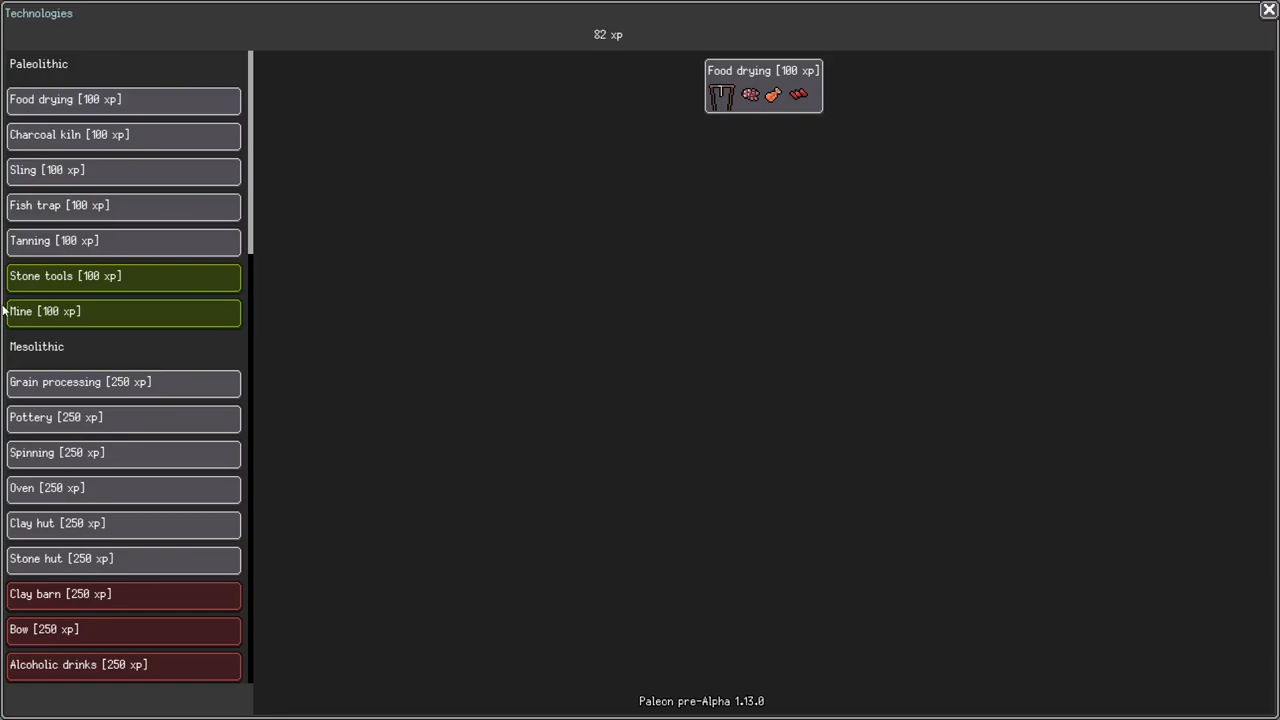 Technologies
82 xp
Paleolithic
Food drying [100 xp]
Charcoal kiln [100 xp]
Sling [100 xp]
Fish trap [100 xp]
Tanning [100 xp]
Stone tools [100 xp]
Mine [100 xp]
Mesolithic
Grain processing [250 xp]
Pottery [250 xp]
Spinning [250 xp]
Oven [250 xp]
Clay hut [250 xp]
Stone hut [250 xp]
Clay barn [250 xp]
Bow [250 xp]
Alcoholic drinks [250 xp]
Food drying [100 xp]
Paleon pre-Alpha 1.13.0